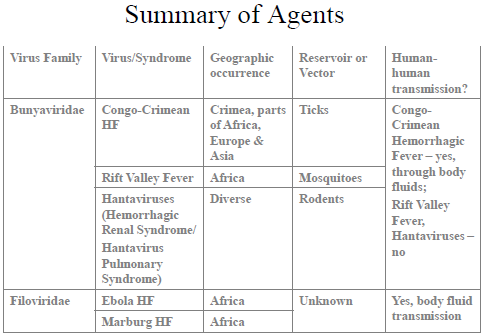 Summary of Agents
Virus Family
Virus/Syndrome
Geographic
occurrence
Reservoir or
Vector
Human-
human
transmission?
Bunyaviridae
Congo-Crimean
HF
Crimea, parts
of Africa,
Europe &
Asia
Ticks
Congo-
Crimean
Hemorrhagic
Fever – yes,
through body
fluids;
Rift Valley
Fever,
Hantaviruses –
no
Rift Valley Fever
Africa
Mosquitoes
Hantaviruses
(Hemorrhagic
Renal Syndrome/
Hantavirus
Pulmonary
Syndrome)
Diverse
Rodents
Filoviridae
Ebola HF
Africa
Unknown
Yes, body fluid
transmission
Marburg HF
Africa